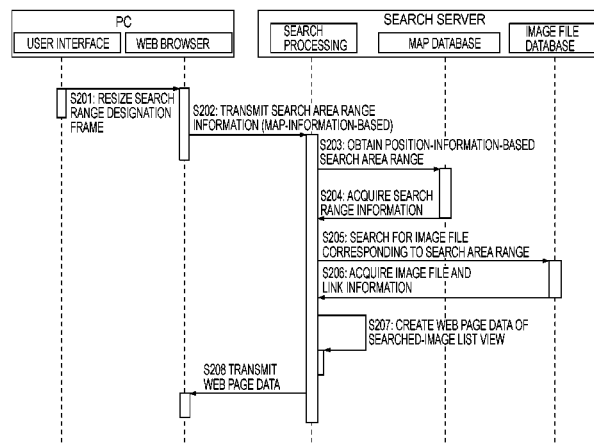 PC
SEARCH SERVER
USER INTERFACE
WEB BROWSER
SEARCH
PROCESSING
MAP DATABASE
IMAGE FILE
DATABASE
S201: RESIZE SEARCH
RANGE DESIGNATION
FRAME
S202: TRANSMIT SEARCH AREA RANGE
INFORMATION (MAP-INFORMATION-BASED)
S203: OBTAIN POSITION-INFORMATION-BASED
SEARCH AREA RANGE
S204: ACQUIRE SEARCH
RANGE INFORMATION
S205: SEARCH FOR IMAGE FILE
CORRESPONDING TO SEARCH AREA RANGE
S206: ACQUIRE IMAGE FILE AND
LINK INFORMATION
S207: CREATE WEB PAGE DATA OF
SEARCHED-IMAGE LIST VIEW
S208 TRANSMIT
WEB PAGE DATA